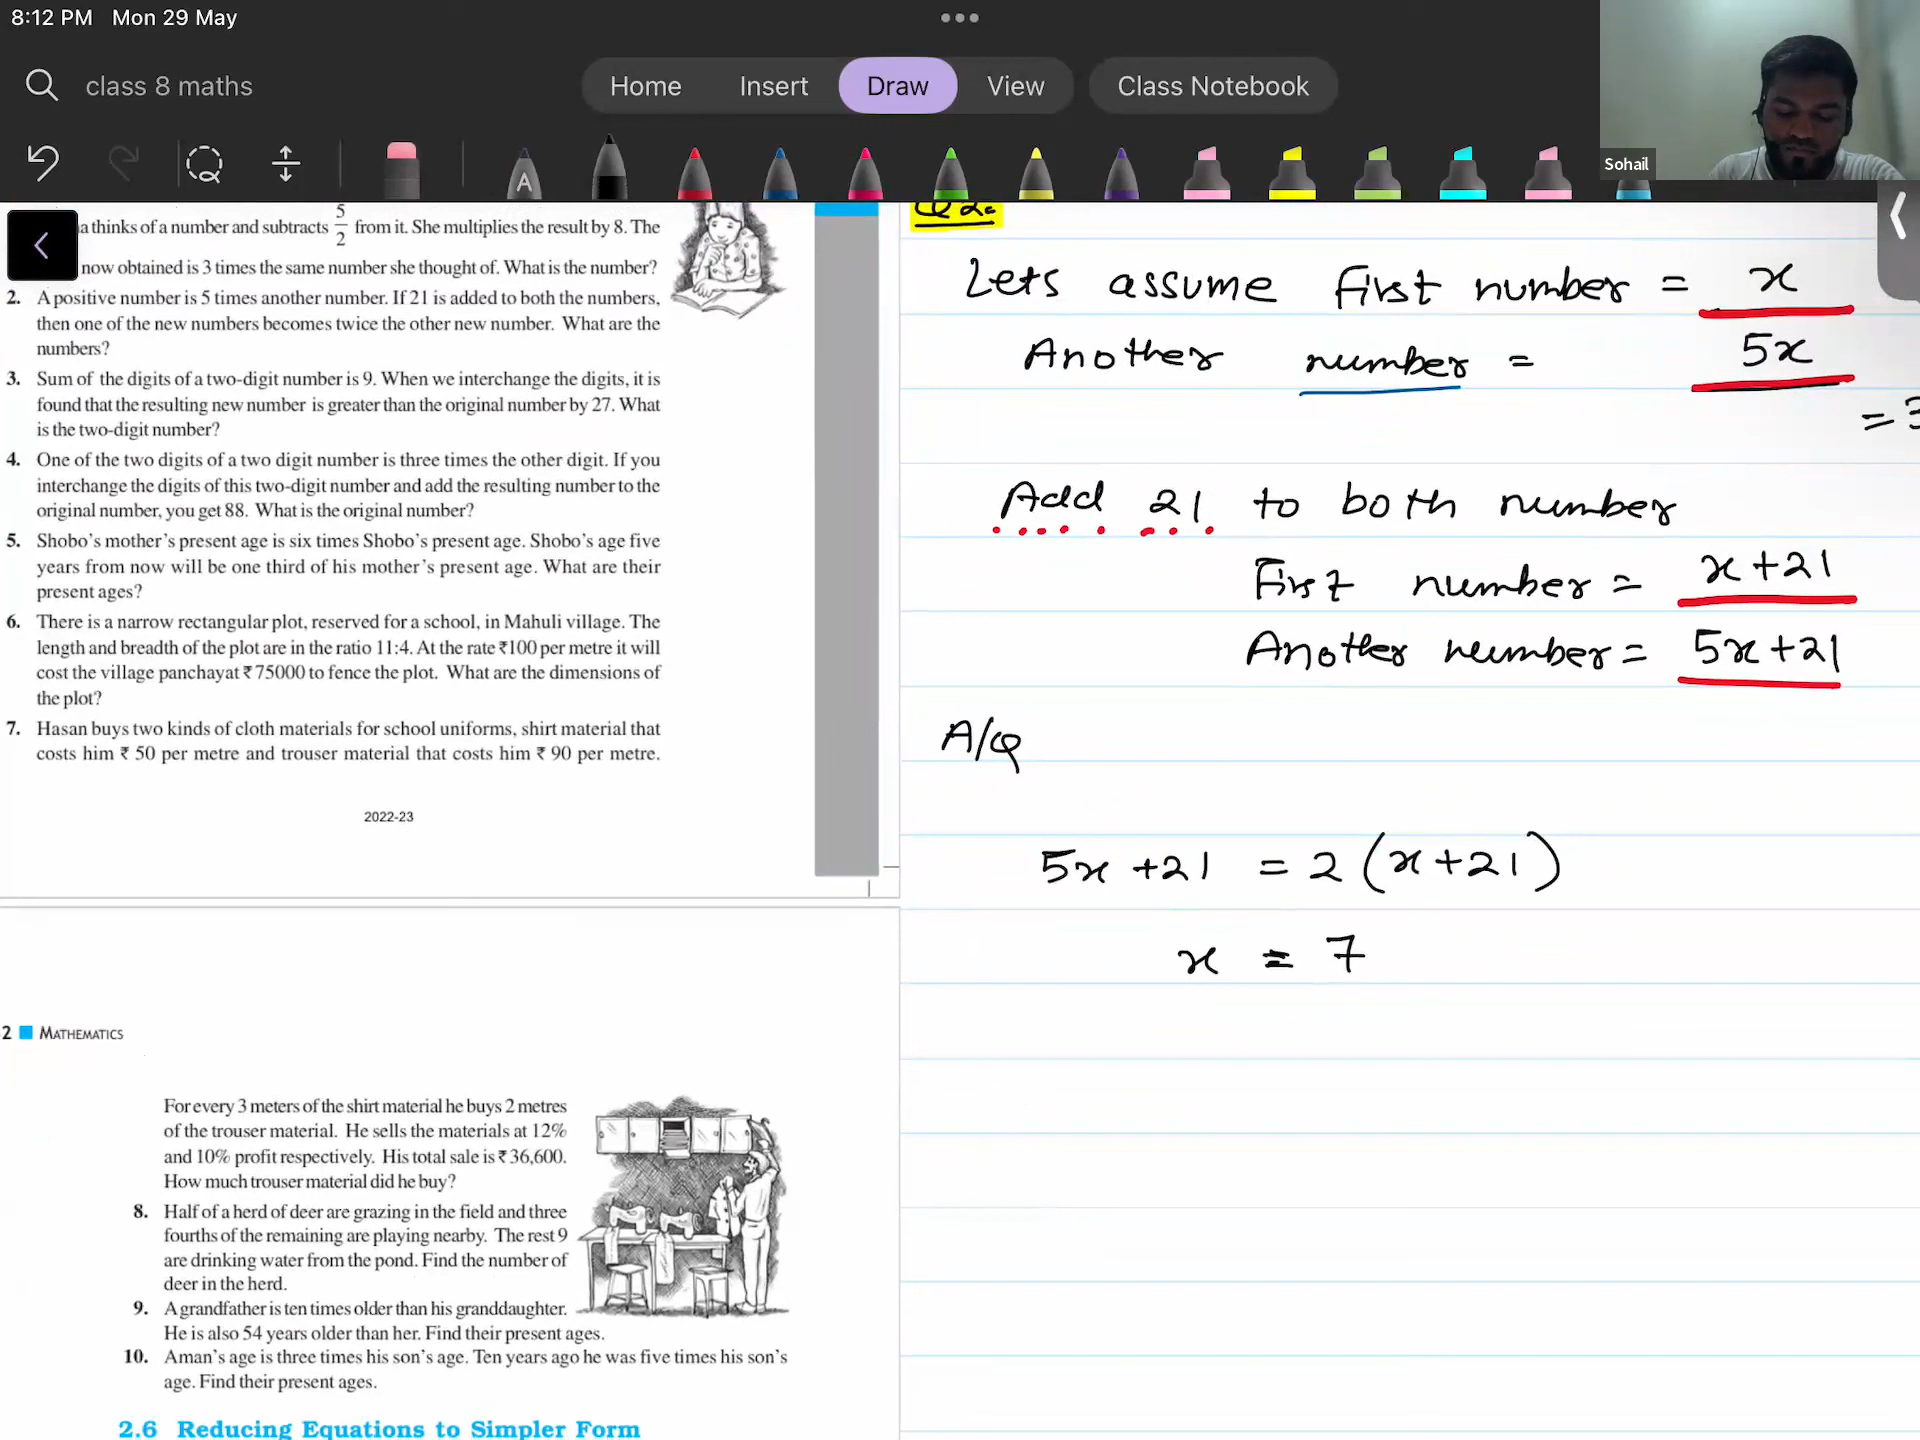 8:12 PM Mon 29 May
class 8 maths
Home Insert Draw View Class Notebook
A
Sohail
a thinks of a number and subtracts 5/2 from it. She multiplies the result by 8. The
now obtained is 3 times the same number she thought of. What is the number?
2. A positive number is 5 times another number. If 21 is added to both the numbers,
then one of the new numbers becomes twice the other new number. What are the
numbers?
3. Sum of the digits of a two-digit number is 9. When we interchange the digits, it is
found that the resulting new number is greater than the original number by 27. What
is the two-digit number?
4. One of the two digits of a two digit number is three times the other digit. If you
interchange the digits of this two-digit number and add the resulting number to the
original number, you get 88. What is the original number?
5. Shobo's mother's present age is six times Shobo's present age. Shobo's age five
years from now will be one third of his mother's present age. What are their
present ages?
6. There is a narrow rectangular plot, reserved for a school, in Mahuli village. The
length and breadth of the plot are in the ratio 11:4. At the rate ₹100 per metre it will
cost the village panchayat ₹ 75000 to fence the plot. What are the dimensions of
the plot?
7. Hasan buys two kinds of cloth materials for school uniforms, shirt material that
costs him ₹ 50 per metre and trouser material that costs him ₹ 90 per metre.
2022-23
2 MATHEMATICS
For every 3 meters of the shirt material he buys 2 metres
of the trouser material. He sells the materials at 12%
and 10% profit respectively. His total sale is ₹ 36,600.
How much trouser material did he buy?
8. Half of a herd of deer are grazing in the field and three
fourths of the remaining are playing nearby. The rest 9
are drinking water from the pond. Find the number of
deer in the herd.
9. A grandfather is ten times older than his granddaughter.
He is also 54 years older than her. Find their present ages.
10. Aman's age is three times his son's age. Ten years ago he was five times his son's
age. Find their present ages.
2.6 Reducing Equations to Simpler Form
Lets assume first number = x
Another number = 5x
Add 21 to both number
First number = x+21
Another number = 5x+21
A/Q
5x +21 = 2 (x+21)
x = 7